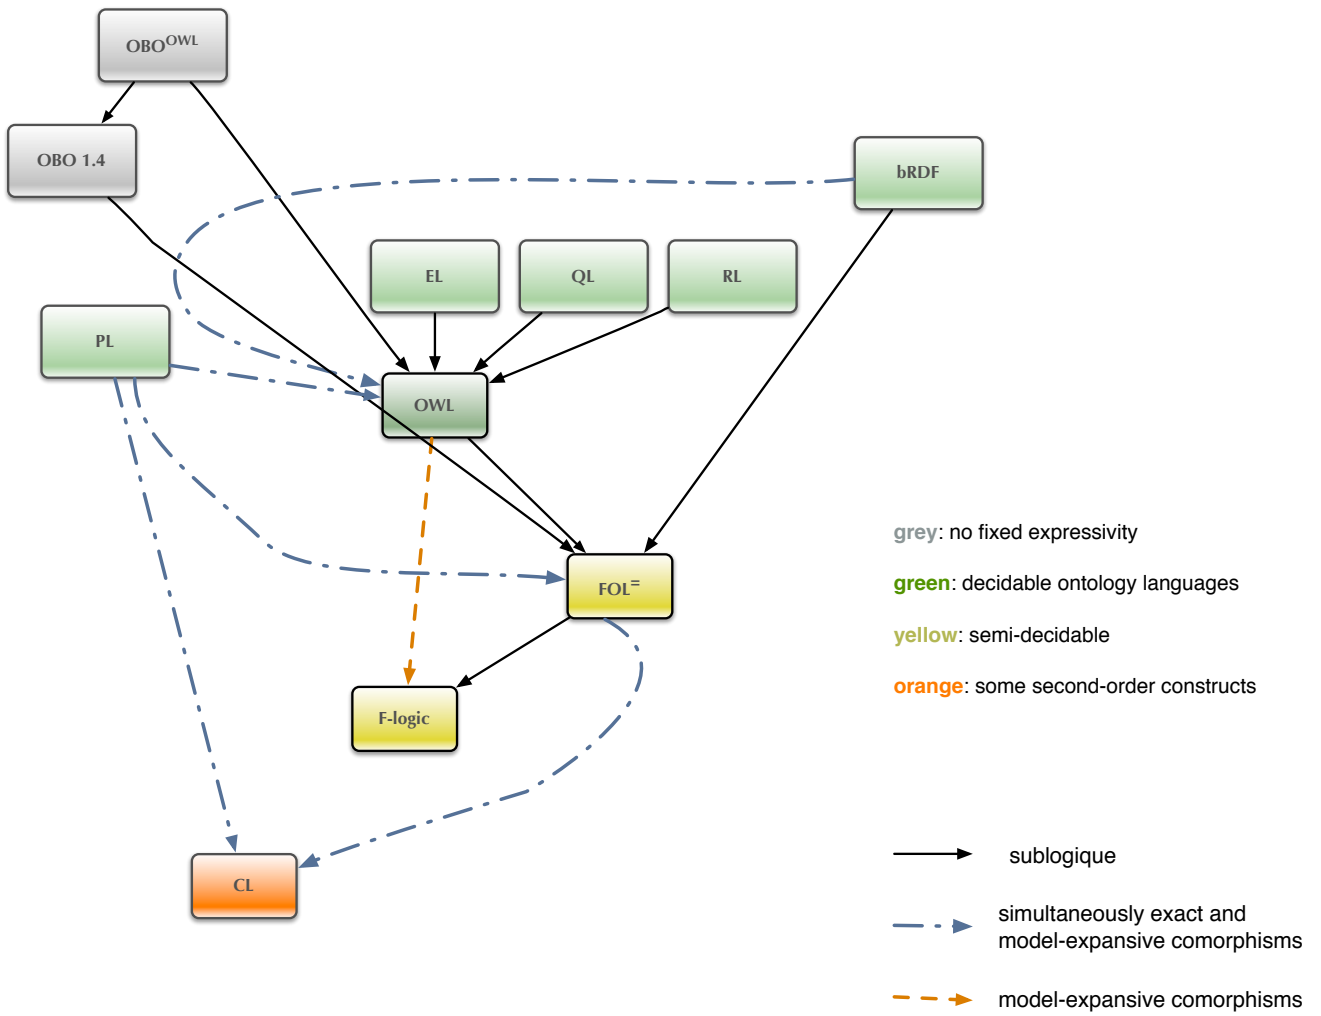 OBO^OWL
OBO 1.4
bRDF
EL
QL
RL
PL
OWL
grey: no fixed expressivity
green: decidable ontology languages
FOL^=
yellow: semi-decidable
orange: some second-order constructs
F-logic
CL
sublogique
simultaneously exact and
model-expansive comorphisms
model-expansive comorphisms